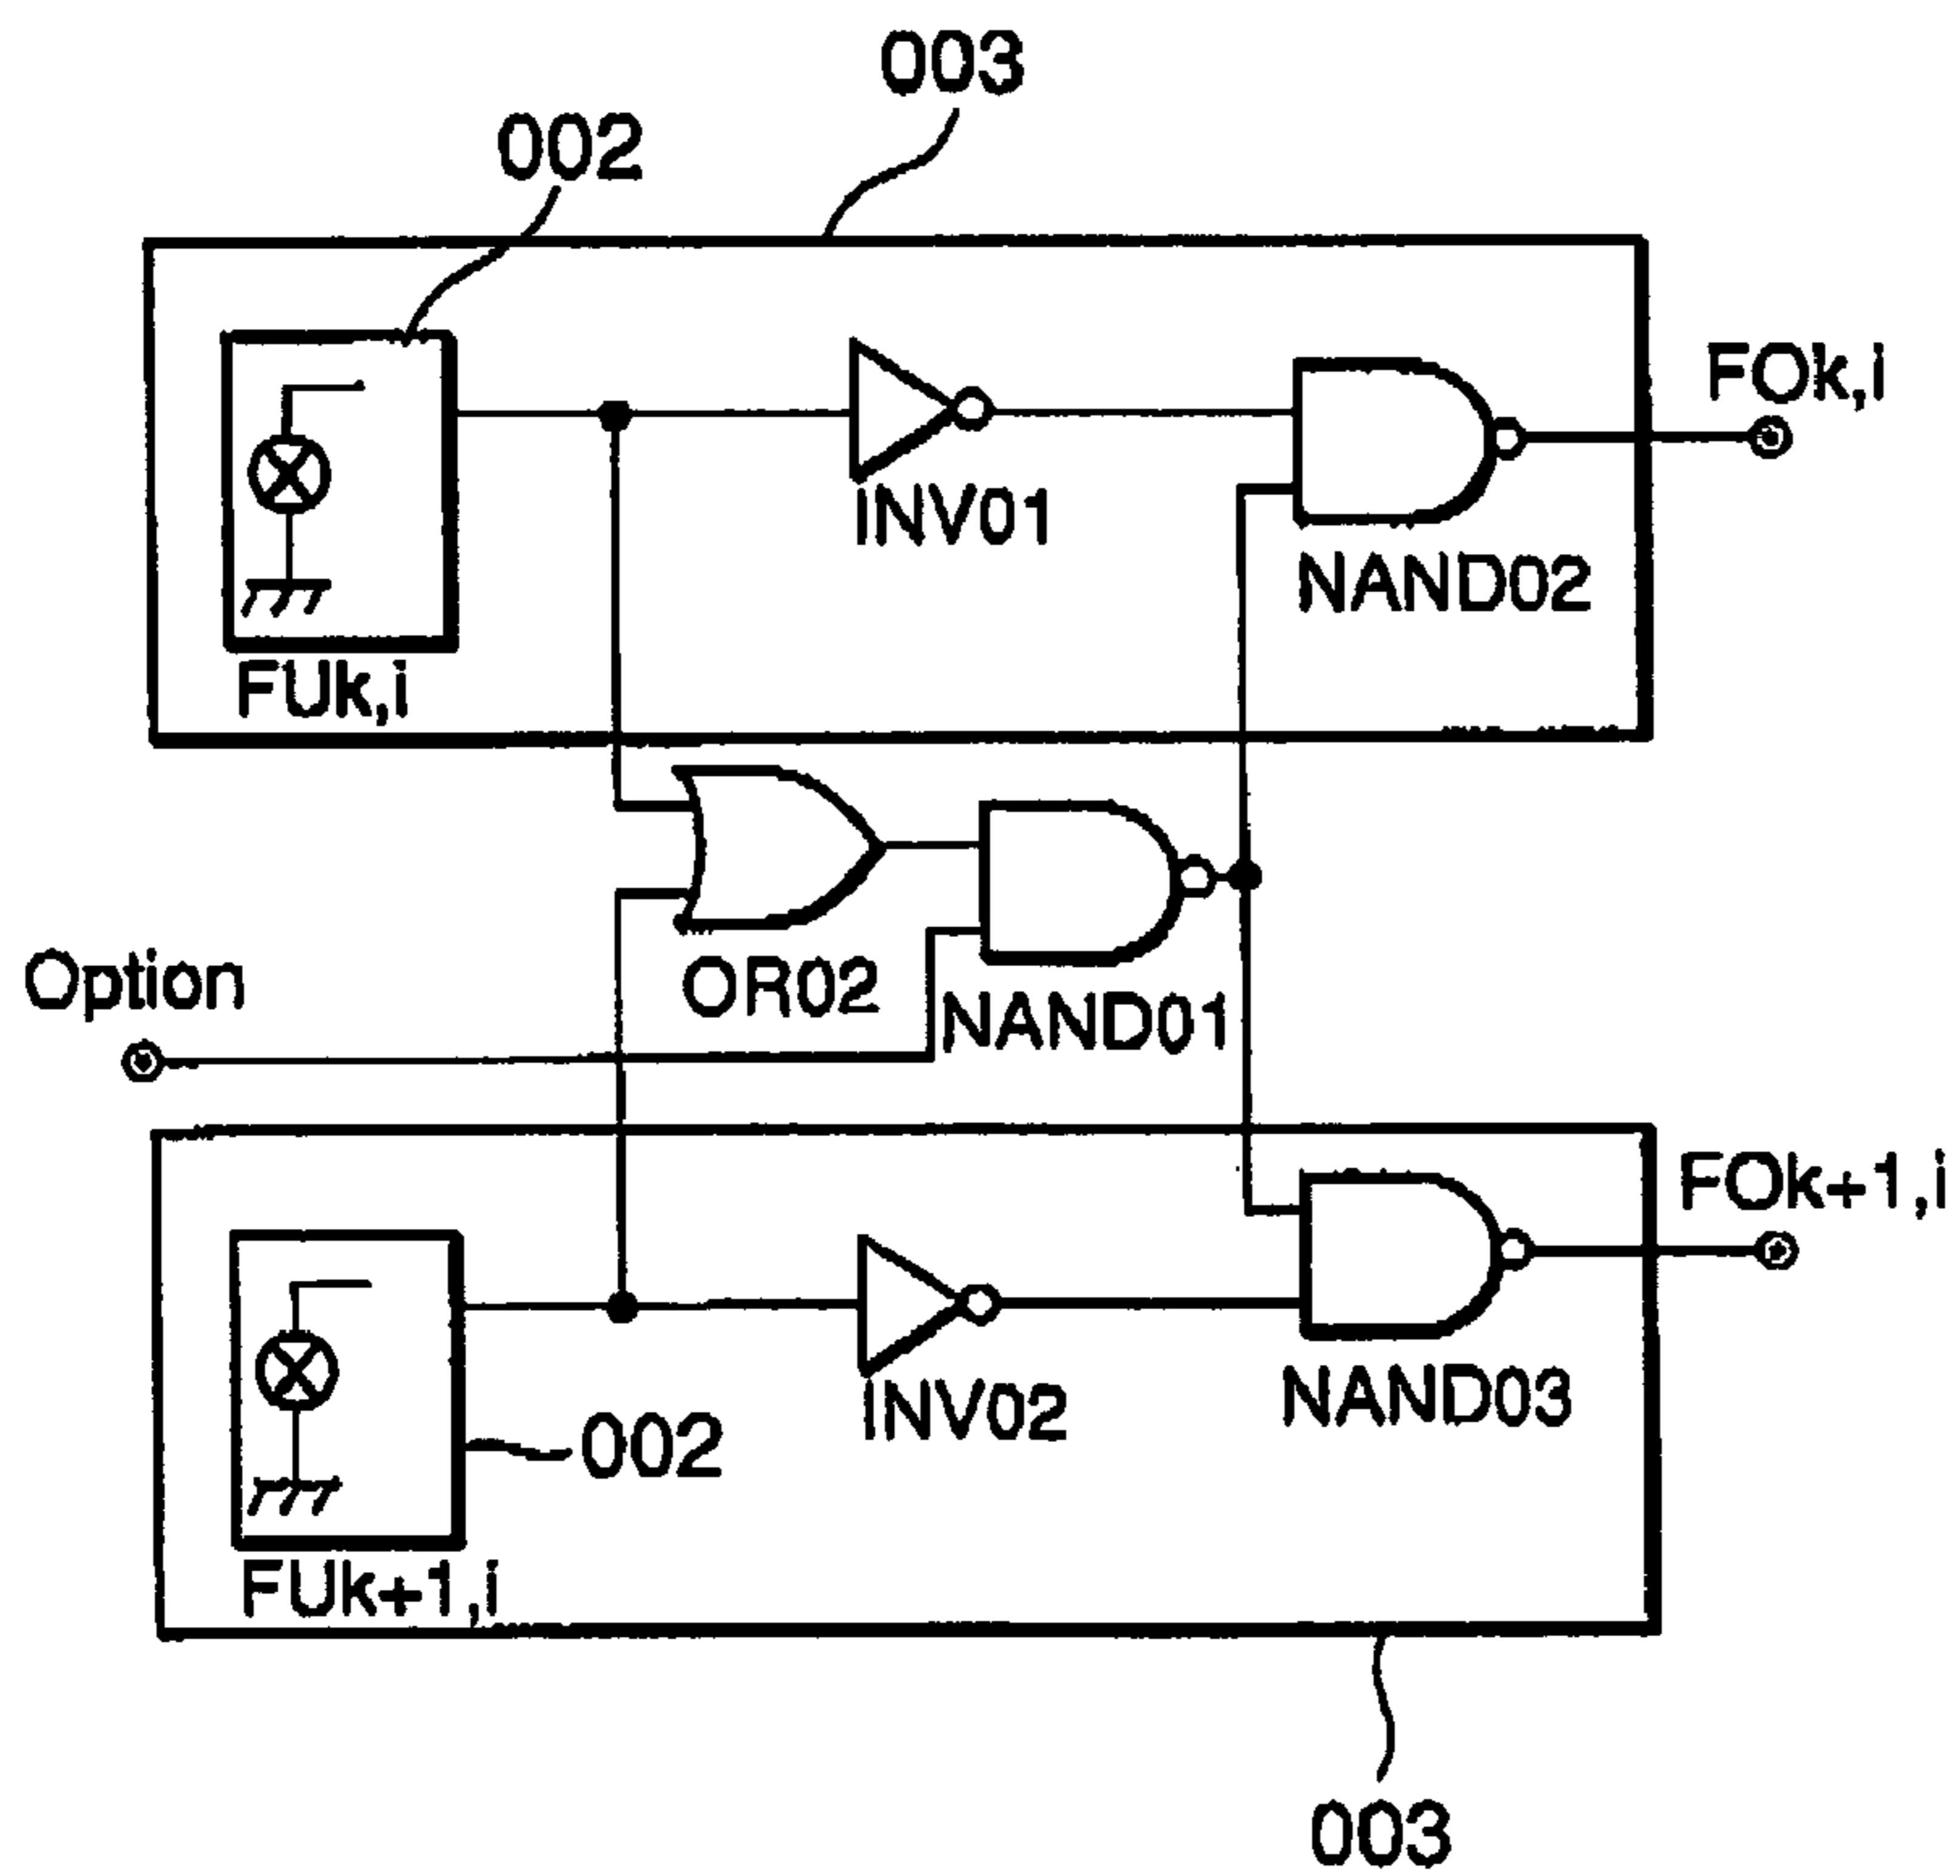 003
002
FOk,i
INV01
NAND02
FUk,i
Option
OR02
NAND01
FOk+1,i
002
INV02
NAND03
FUk+1,i
003